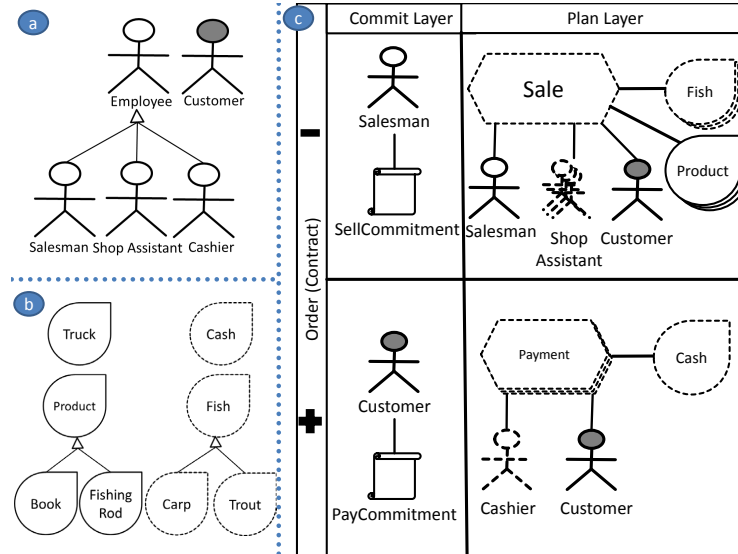 a
Employee
Customer
Salesman
Shop Assistant
Cashier
b
Truck
Cash
Product
Fish
Book
Fishing
Rod
Carp
Trout
c
Commit Layer
Plan Layer
Order (Contract)
Salesman
SellCommitment
Sale
Fish
Product
Salesman
Shop
Assistant
Customer
Customer
PayCommitment
Payment
Cash
Cashier
Customer